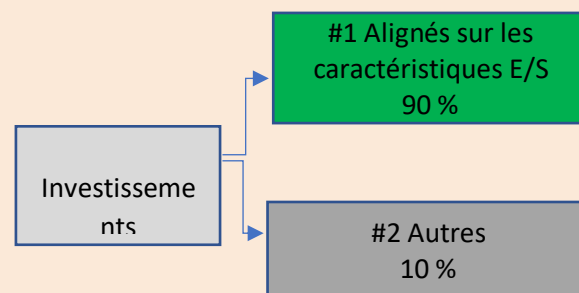 #1 Alignés sur les
caractéristiques E/S
90 %
Investisseme
nts
#2 Autres
10 %